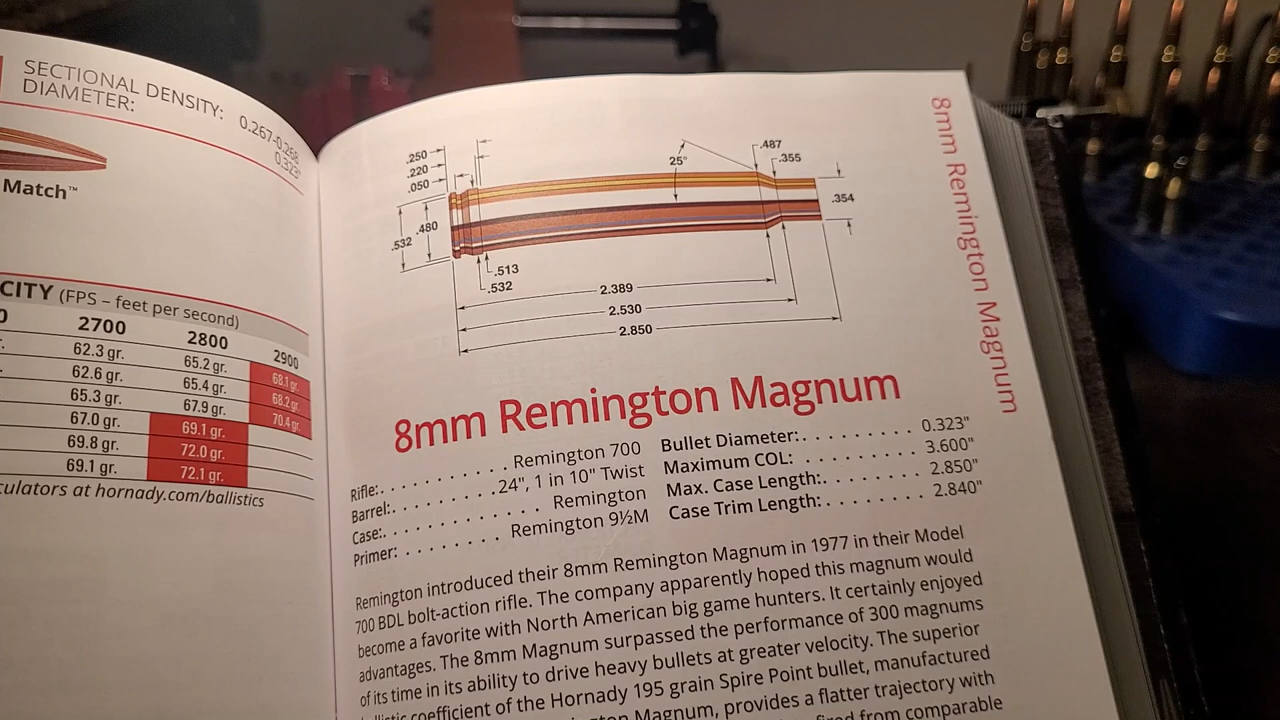 SECTIONAL DENSITY: 0.267-0.268
DIAMETER: 0.323"
Match™
CITY (FPS – feet per second)
0 2700 2800 2900
62.3 gr. 65.2 gr. 68.1 gr.
62.6 gr. 65.4 gr. 68.2 gr.
65.3 gr. 67.9 gr. 70.4 gr.
67.0 gr. 69.1 gr.
69.8 gr. 72.0 gr.
69.1 gr. 72.1 gr.
culators at hornady.com/ballistics
.250
.220
.050
25°
.487
.355
.354
.532
.480
.513
.532
2.389
2.530
2.850
8mm Remington Magnum
8mm Remington Magnum
Rifle:. . . . . . . . . . Remington 700
Barrel:. . . . . . . . . .24", 1 in 10" Twist
Case:. . . . . . . . . . . . . Remington
Primer: . . . . . . . . Remington 9½M
Bullet Diameter:. . . . . . . . . . 0.323"
Maximum COL: . . . . . . . . . . 3.600"
Max. Case Length:. . . . . . . . 2.850"
Case Trim Length:. . . . . . . . 2.840"
Remington introduced their 8mm Remington Magnum in 1977 in their Model
700 BDL bolt-action rifle. The company apparently hoped this magnum would
become a favorite with North American big game hunters. It certainly enjoyed
advantages. The 8mm Magnum surpassed the performance of 300 magnums
of its time in its ability to drive heavy bullets at greater velocity. The superior
ballistic coefficient of the Hornady 195 grain Spire Point bullet, manufactured
Magnum, provides a flatter trajectory with
fired from comparable